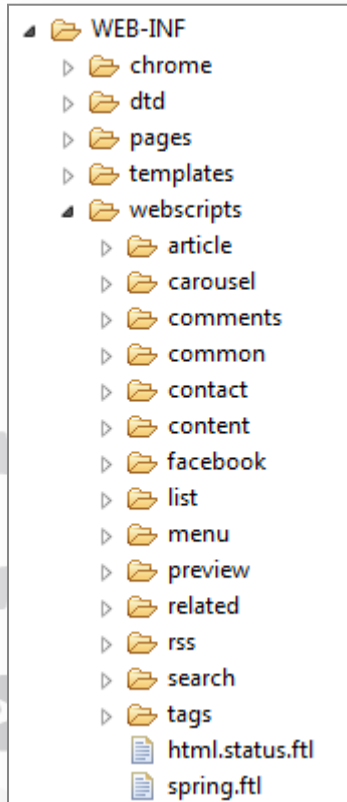 WEB-INF
chrome
dtd
pages
templates
webscripts
article
carousel
comments
common
contact
content
facebook
list
menu
preview
related
rss
search
tags
html.status.ftl
spring.ftl